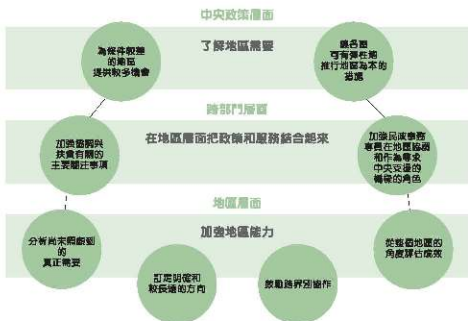 中央政策層面
為條件較差
的地區
提供較多機會
了解地區需要
讓各區
可有彈性地
推行地區為本的
措施
跨部門層面
加強協調與
扶貧有關的
主要關注事項
在地區層面把政策和服務結合起來
加強民政事務
專員在地區協調
和作為尋求
中央支援的
橋樑的角色
地區層面
分析尚未照顧到
的
真正需要
加強地區能力
從整個地區的
角度評估成效
訂定明確和
較長遠的方向
鼓勵跨界別協作